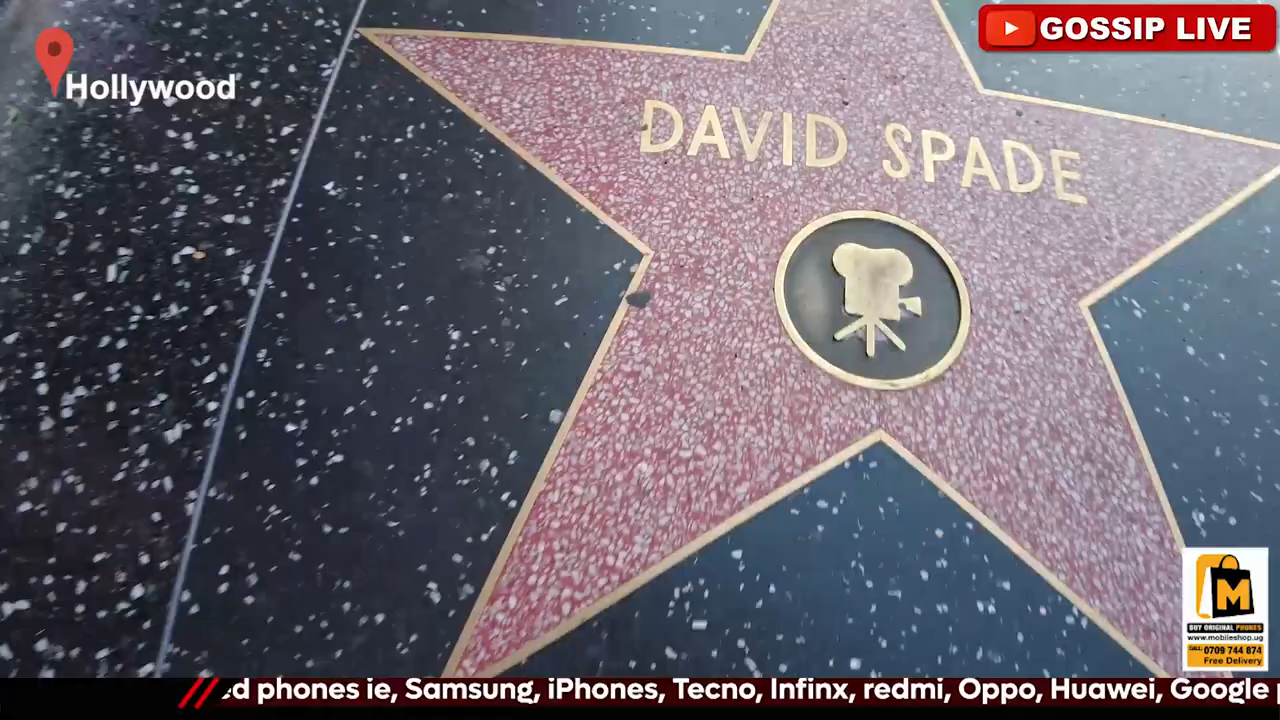 GOSSIP LIVE
Hollywood
DAVID SPADE
M
BUY ORIGINAL PHONES
www.mobileshop.ug
CALL: 0709 744 874
Free Delivery
ed phones ie, Samsung, iPhones, Tecno, Infinx, redmi, Oppo, Huawei, Google